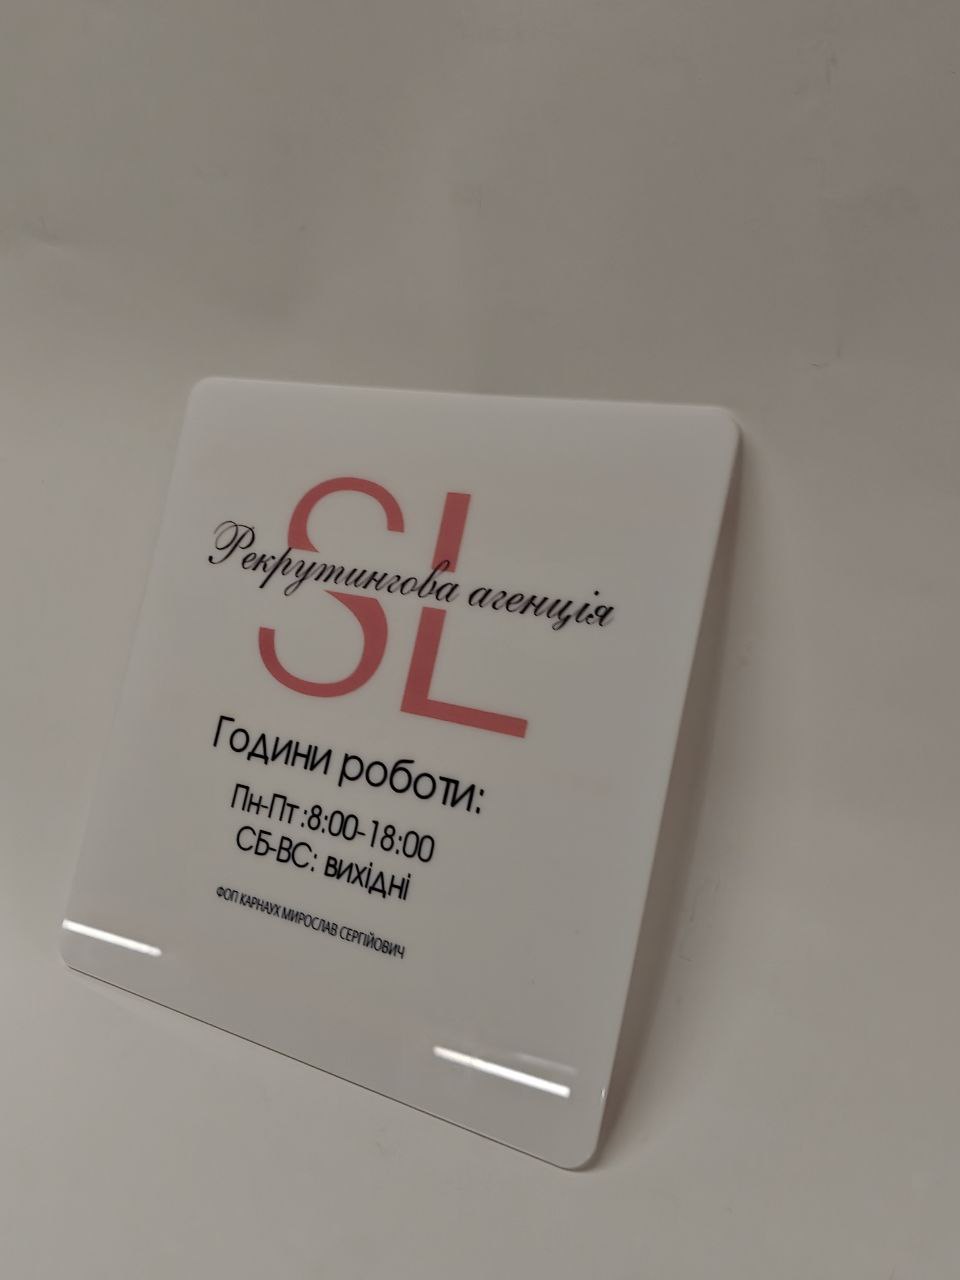 SL
Рекрутингова агенція
Години роботи:
Пн-Пт :8:00-18:00
СБ-ВС: вихідні
ФОП КАРНАУХ МИРОСЛАВ СЕРГІЙОВИЧ